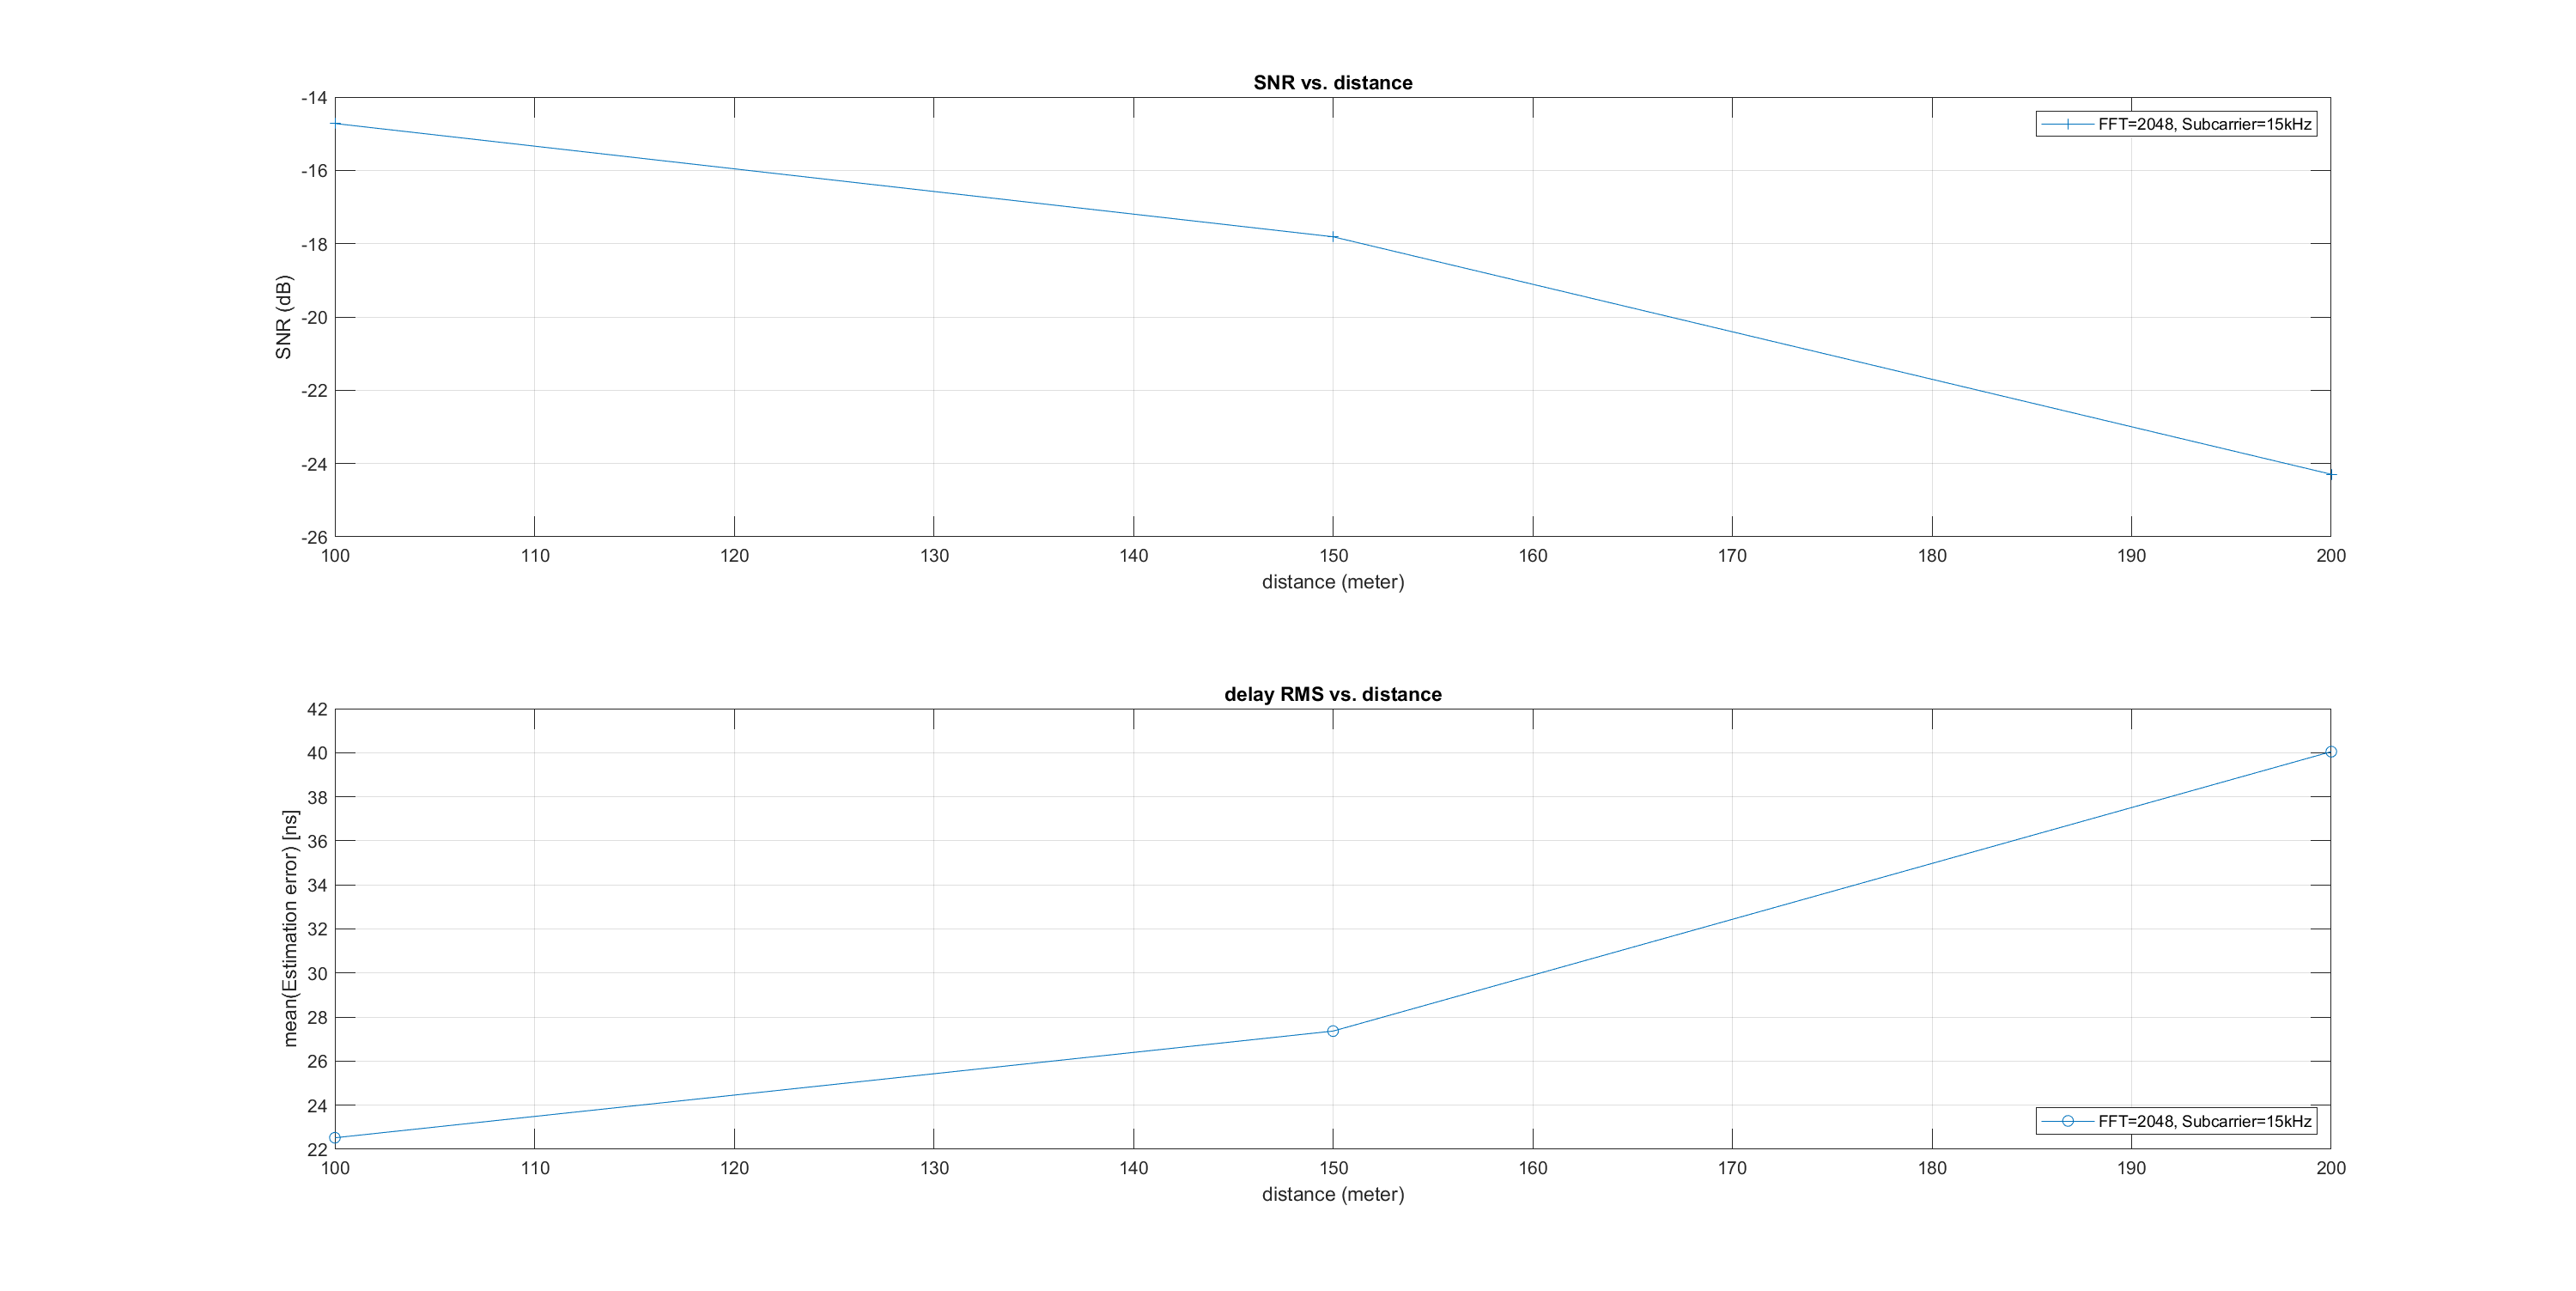 SNR vs. distance
-14
-16
-18
-20
-22
-24
-26
SNR (dB)
FFT=2048, Subcarrier=15kHz
100 110 120 130 140 150 160 170 180 190 200
distance (meter)
delay RMS vs. distance
42
40
38
36
34
32
30
28
26
24
22
mean(Estimation error) [ns]
FFT=2048, Subcarrier=15kHz
100 110 120 130 140 150 160 170 180 190 200
distance (meter)